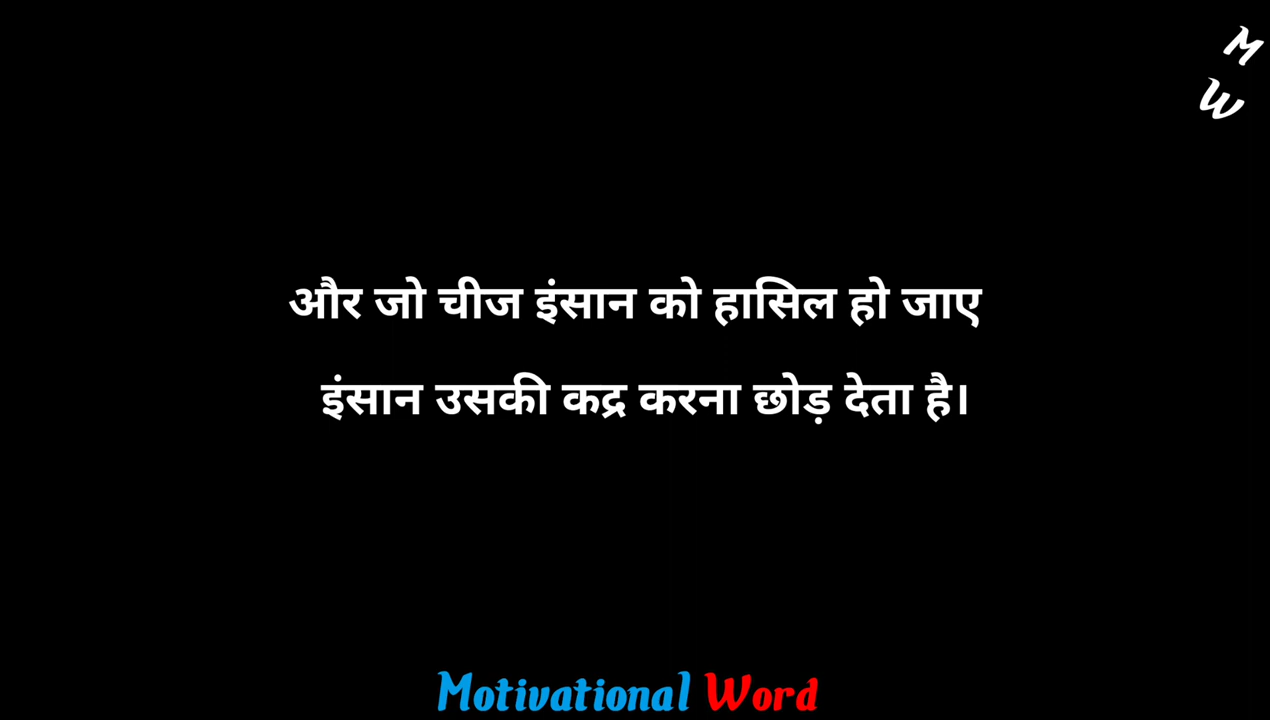 M
W
और जो चीज इंसान को हासिल हो जाए
इंसान उसकी कद्र करना छोड़ देता है।
Motivational Word